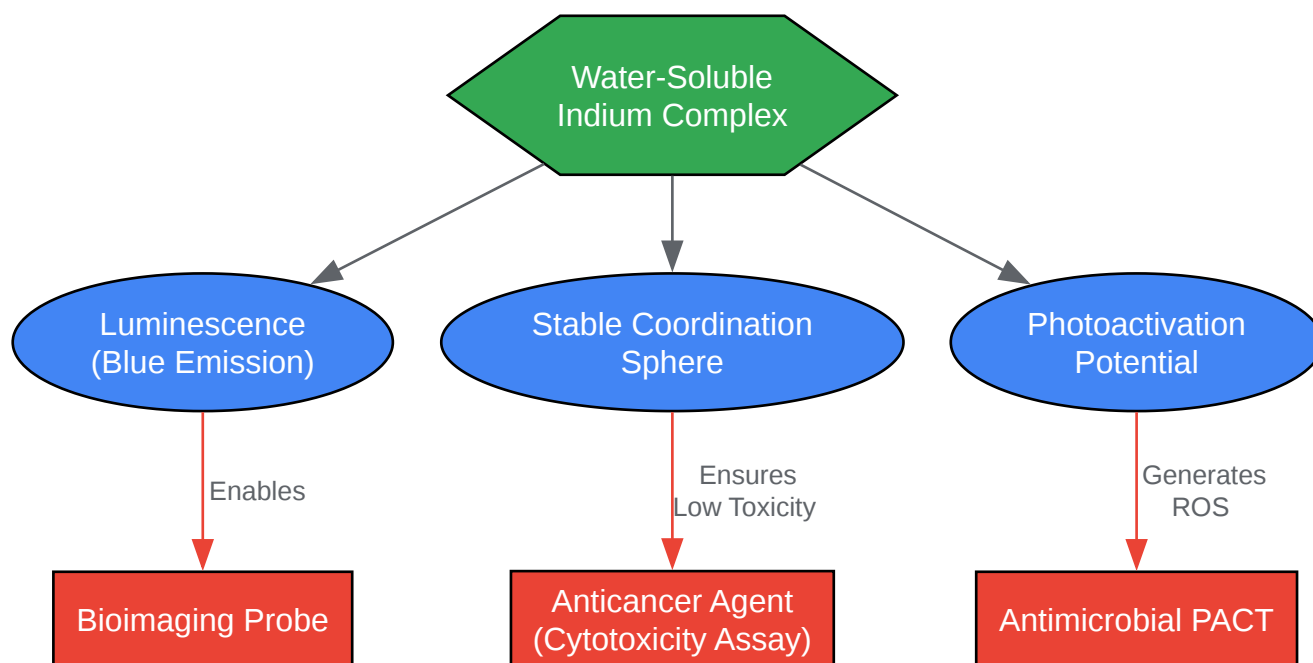 Water-Soluble
Indium Complex
Luminescence
(Blue Emission)
Stable Coordination
Sphere
Photoactivation
Potential
Enables
Ensures
Low Toxicity
Generates
ROS
Bioimaging Probe
Anticancer Agent
(Cytotoxicity Assay)
Antimicrobial PACT